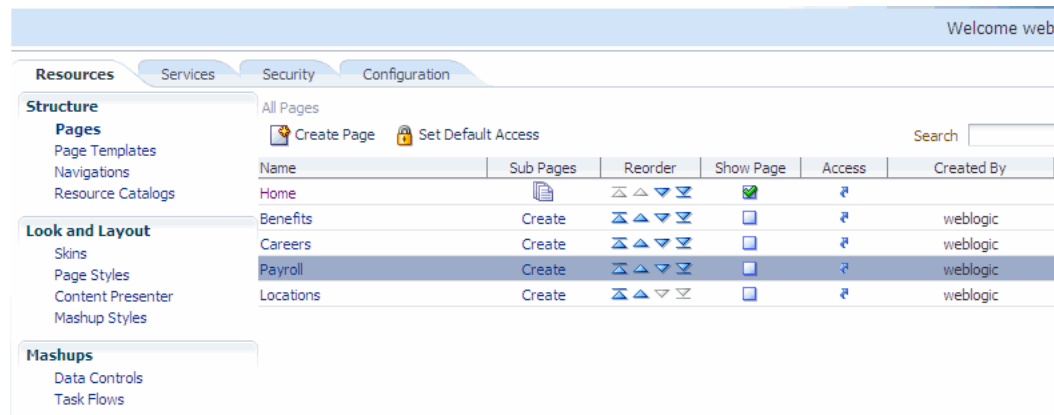 Welcome web
Resources Services Security Configuration
Structure
Pages
Page Templates
Navigations
Resource Catalogs
Look and Layout
Skins
Page Styles
Content Presenter
Mashup Styles
Mashups
Data Controls
Task Flows
All Pages
Create Page Set Default Access Search
Name Sub Pages Reorder Show Page Access Created By
Home
Benefits Create weblogic
Careers Create weblogic
Payroll Create weblogic
Locations Create weblogic